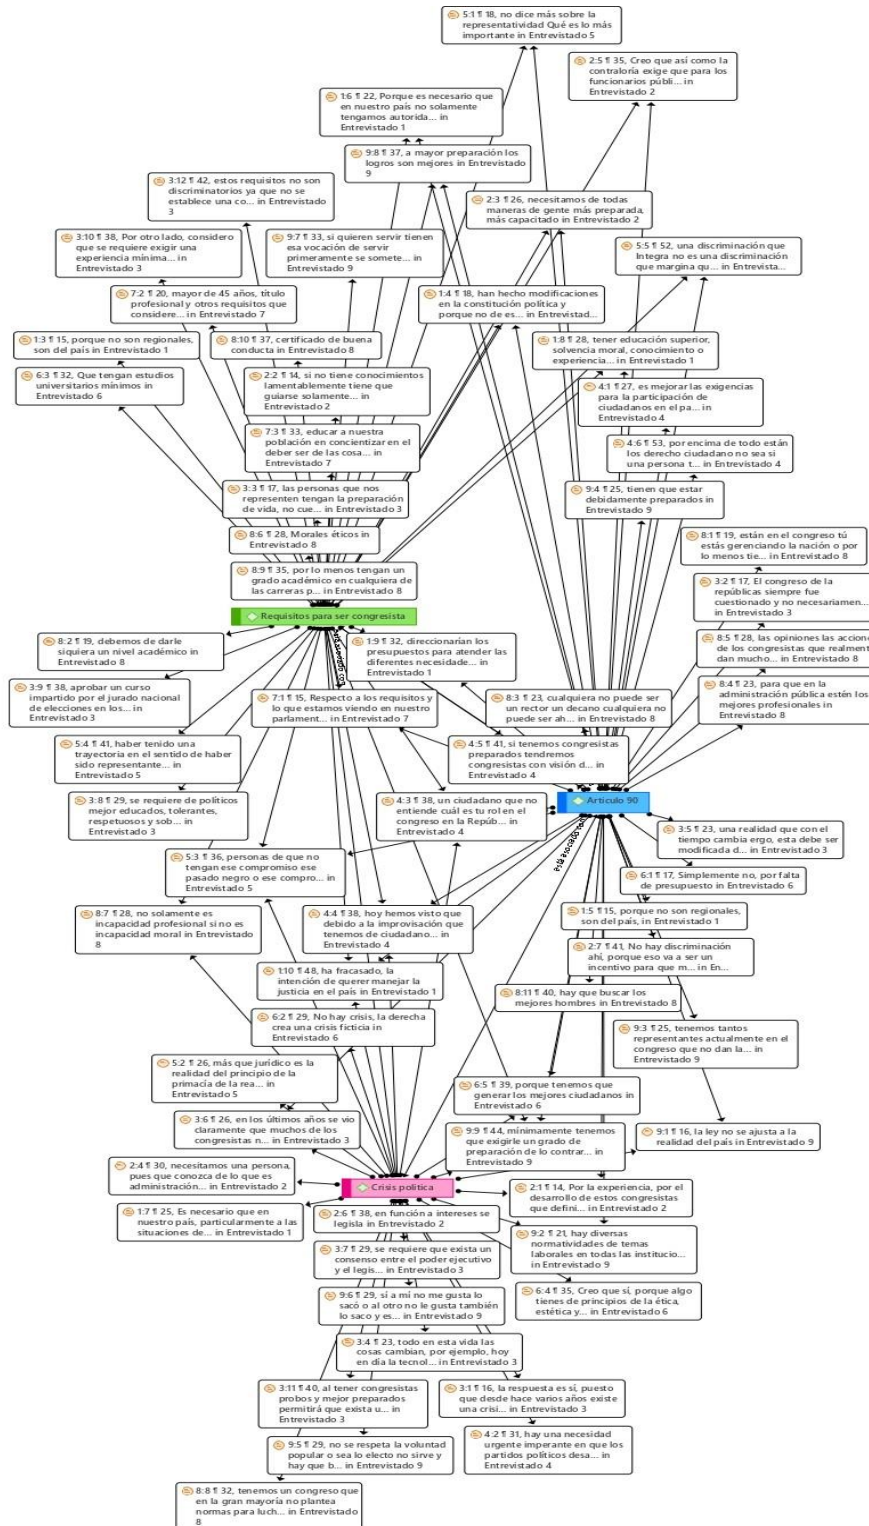 5:1 ¶ 18, no dice más sobre la
representatividad Qué es lo más
importante in Entrevistado 5
2:5 ¶ 35, Creo que así como la
contraloría exige que para los
funcionarios públi... in
Entrevistado 2
1:6 ¶ 22, Porque es necesario que
en nuestro país no solamente
tengamos autorida... in
Entrevistado 1
9:8 ¶ 37, a mayor preparación los
logros son mejores in Entrevistado
9
3:12 ¶ 42, estos requisitos no son
discriminatorios ya que no se
establece una co... in Entrevistado
3
2:3 ¶ 26, necesitamos de todas
maneras de gente más preparada,
más capacitado in Entrevistado 2
3:10 ¶ 38, Por otro lado, considero
que se requiere exigir una
experiencia mínima... in
Entrevistado 3
9:7 ¶ 33, si quieren servir tienen
esa vocación de servir
primeramente se somete... in
Entrevistado 9
5:5 ¶ 52, una discriminación que
Integra no es una discriminación
que margina qu... in Entrevista...
7:2 ¶ 20, mayor de 45 años, título
profesional y otros requisitos que
considere... in Entrevistado 7
1:4 ¶ 18, han hecho modificaciones
en la constitución política y
porque no de es... in Entrevistad...
1:3 ¶ 15, porque no son regionales,
son del país in Entrevistado 1
8:10 ¶ 37, certificado de buena
conducta in Entrevistado 8
1:8 ¶ 28, tener educación superior,
solvencia moral, conocimiento o
experiencia... in Entrevistado 1
6:3 ¶ 32, Que tengan estudios
universitarios mínimos in
Entrevistado 6
2:2 ¶ 14, si no tiene conocimientos
lamentablemente tiene que
guiarse solamente... in
Entrevistado 2
4:1 ¶ 27, es mejorar las exigencias
para la participación de
ciudadanos en el pa... in
Entrevistado 4
7:3 ¶ 33, educar a nuestra
población en concientizar en el
deber ser de las cosa...
in Entrevistado 7
4:6 ¶ 53, por encima de todo están
los derecho ciudadano no sea si
una persona t... in Entrevistado 4
3:3 ¶ 17, las personas que nos
representen tengan la preparación
de vida, no cue... in Entrevistado 3
9:4 ¶ 25, tienen que estar
debidamente preparados in
Entrevistado 9
8:6 ¶ 28, Morales éticos in
Entrevistado 8
8:1 ¶ 19, están en el congreso tú
estás gerenciando la nación o por
lo menos tie... in Entrevistado 8
8:9 ¶ 35, por lo menos tengan un
grado académico en cualquiera de
las carreras p... in Entrevistado 8
3:2 ¶ 17, El congreso de la
repúblicas siempre fue
cuestionado y no necesariamen...
in Entrevistado 3
Requisitos para ser congresista
8:2 ¶ 19, debemos de darle
siquiera un nivel académico in
Entrevistado 8
1:9 ¶ 32, direccionarían los
presupuestos para atender las
diferentes necesidade... in
Entrevistado 1
8:5 ¶ 28, las opiniones las accione
de los congresistas que realment
dan mucho... in Entrevistado 8
3:9 ¶ 38, aprobar un curso
impartido por el jurado nacional
de elecciones en los... in
Entrevistado 3
7:1 ¶ 15, Respecto a los requisitos y
lo que estamos viendo en nuestro
parlament... in Entrevistado 7
8:3 ¶ 23, cualquiera no puede ser
un rector un decano cualquiera no
puede ser ah... in Entrevistado 8
8:4 ¶ 23, para que en la
administración pública estén los
mejores profesionales in
Entrevistado 8
5:4 ¶ 41, haber tenido una
trayectoria en el sentido de haber
sido representante... in
Entrevistado 5
4:5 ¶ 41, si tenemos congresistas
preparados tendremos
congresistas con visión d... in
Entrevistado 4
3:8 ¶ 29, se requiere de políticos
mejor educados, tolerantes,
respetuosos y sob... in
Entrevistado 3
4:3 ¶ 38, un ciudadano que no
entiende cuál es tu rol en el
congreso en la Repúb...
in Entrevistado 4
Artículo 90
está asociado con
3:5 ¶ 23, una realidad que con el
tiempo cambia ergo, esta debe ser
modificada d... in Entrevistado 3
5:3 ¶ 36, personas de que no
tengan ese compromiso ese
pasado negro o ese compro... in
Entrevistado 5
6:1 ¶ 17, Simplemente no, por falta
de presupuesto in Entrevistado 6
8:7 ¶ 28, no solamente es
incapacidad profesional si no es
incapacidad moral in Entrevistado
8
4:4 ¶ 38, hoy hemos visto que
debido a la improvisación que
tenemos de ciudadano...
in Entrevistado 4
1:5 ¶ 15, porque no son regionales,
son del país, in Entrevistado 1
2:7 ¶ 41, No hay discriminación
ahí, porque eso va a ser un
incentivo para que m... in En...
1:10 ¶ 48, ha fracasado, la
intención de querer manejar la
justicia en el país in Entrevistado 1
8:11 ¶ 40, hay que buscar los
mejores hombres in Entrevistado 8
6:2 ¶ 29, No hay crisis, la derecha
crea una crisis ficticia in
Entrevistado 6
9:3 ¶ 25, tenemos tantos
representantes actualmente en el
congreso que no dan la... in
Entrevistado 9
5:2 ¶ 26, más que jurídico es la
realidad del principio de la
primacía de la rea... in
Entrevistado 5
6:5 ¶ 39, porque tenemos que
generar los mejores ciudadanos in
Entrevistado 6
3:6 ¶ 26, en los últimos años se vio
claramente que muchos de los
congresistas n... in Entrevistado 3
9:9 ¶ 44, mínimamente tenemos
que exigirle un grado de
preparación de lo contrar... in
Entrevistado 9
9:1 ¶ 16, la ley no se ajusta a la
realidad del país in Entrevistado 9
2:4 ¶ 30, necesitamos una persona,
pues que conozca de lo que es
administración... in Entrevistado 2
Crisis política
2:1 ¶ 14, Por la experiencia, por el
desarrollo de estos congresistas
que defini... in Entrevistado 2
1:7 ¶ 25, Es necesario que en
nuestro país, particularmente a las
situaciones de... in Entrevistado 1
2:6 ¶ 38, en función a intereses se
legisla in Entrevistado 2
9:2 ¶ 21, hay diversas
normatividades de temas
laborales en todas las institucio...
in Entrevistado 9
3:7 ¶ 29, se requiere que exista un
consenso entre el poder ejecutivo
y el legis... in Entrevistado 3
6:4 ¶ 35, Creo que sí, porque algo
tienes de principios de la ética,
estética y... in Entrevistado 6
9:6 ¶ 29, sí a mí no me gusta lo
sacó o al otro no le gusta también
lo saco y es... in Entrevistado 9
3:4 ¶ 23, todo en esta vida las
cosas cambian, por ejemplo, hoy
en día la tecnol... in Entrevistado 3
3:11 ¶ 40, al tener congresistas
probos y mejor preparados
permitirá que exista u... in
Entrevistado 3
3:1 ¶ 16, la respuesta es sí, puesto
que desde hace varios años existe
una crisi... in Entrevistado 3
9:5 ¶ 29, no se respeta la voluntad
popular o sea lo electo no sirve y
hay que b... in Entrevistado 9
4:2 ¶ 31, hay una necesidad
urgente imperante en que los
partidos políticos desa... in
Entrevistado 4
8:8 ¶ 32, tenemos un congreso que
en la gran mayoría no plantea
normas para luch... in Entrevistado
8